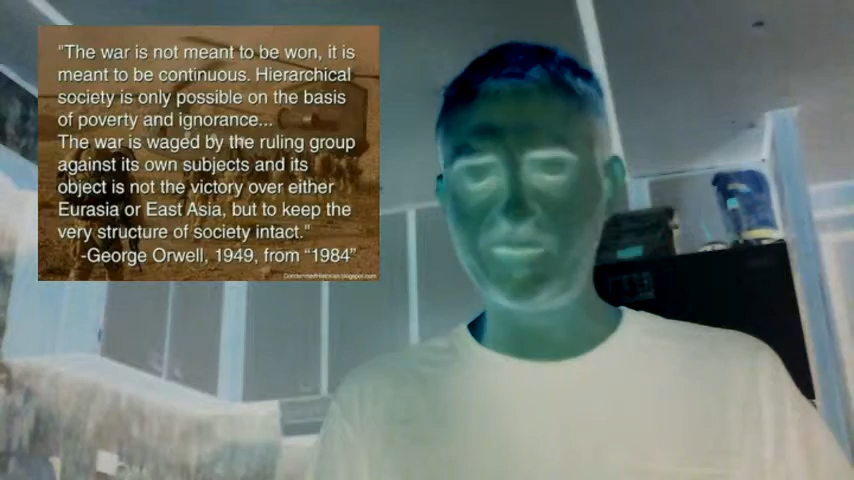 "The war is not meant to be won, it is
meant to be continuous. Hierarchical
society is only possible on the basis
of poverty and ignorance...
The war is waged by the ruling group
against its own subjects and its
object is not the victory over either
Eurasia or East Asia, but to keep the
very structure of society intact."
-George Orwell, 1949, from “1984”